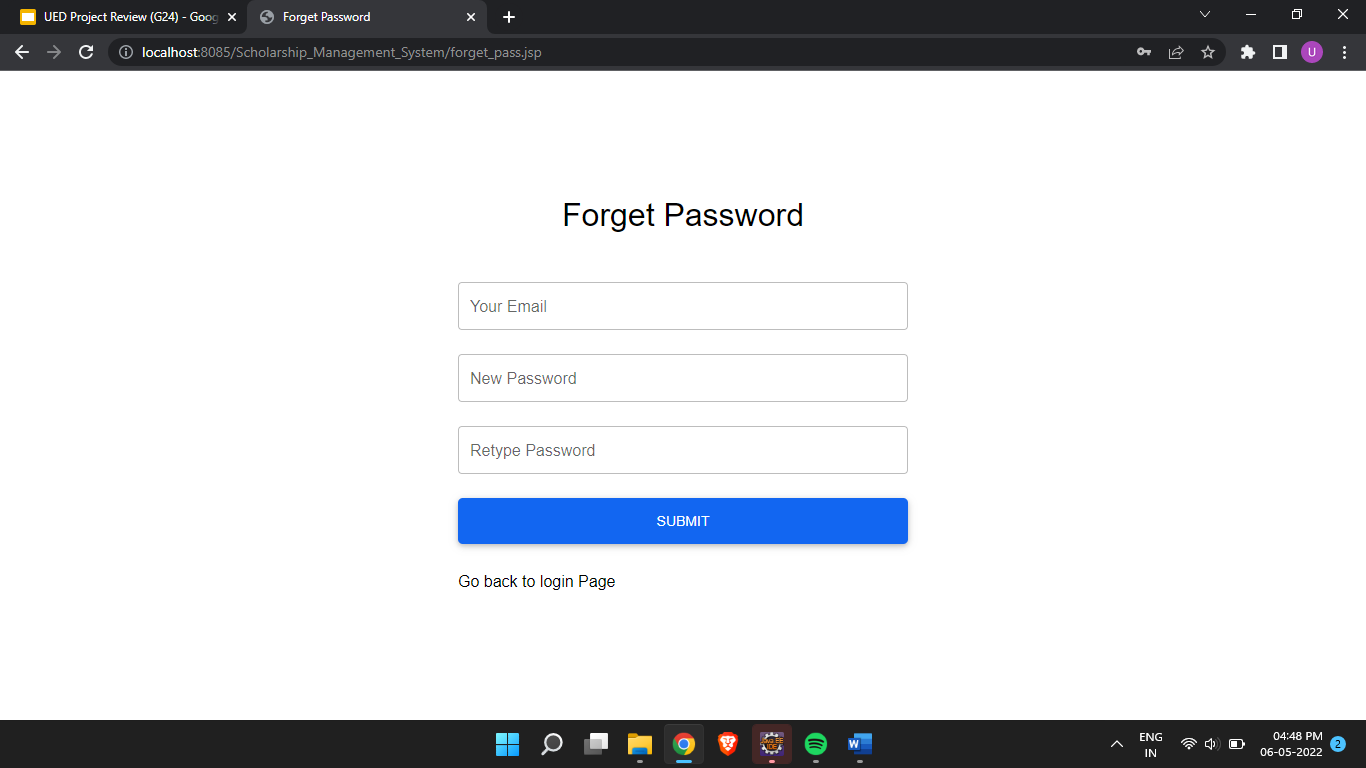 UED Project Review (G24) - Goog
Forget Password
localhost:8085/Scholarship_Management_System/forget_pass.jsp
U
Forget Password
Your Email
New Password
Retype Password
SUBMIT
Go back to login Page
ENG
IN
04:48 PM
06-05-2022
2